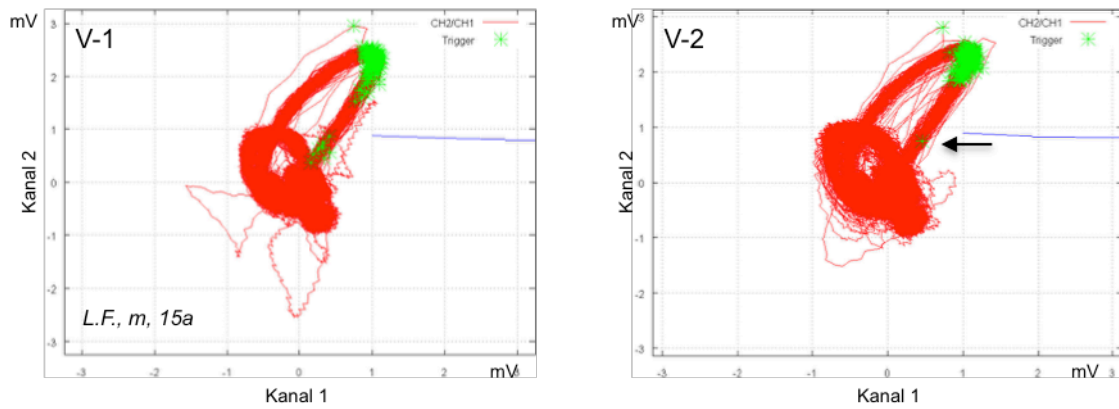 mV
V-1
CH2/CH1
Trigger
3
2
1
0
-1
-2
-3
Kanal 2
L.F., m, 15a
-3
-2
-1
0
1
2
mV
3
Kanal 1
mV
V-2
CH2/CH1
Trigger
3
2
1
0
-1
-2
-3
Kanal 2
-3
-2
-1
0
1
2
mV
3
Kanal 1